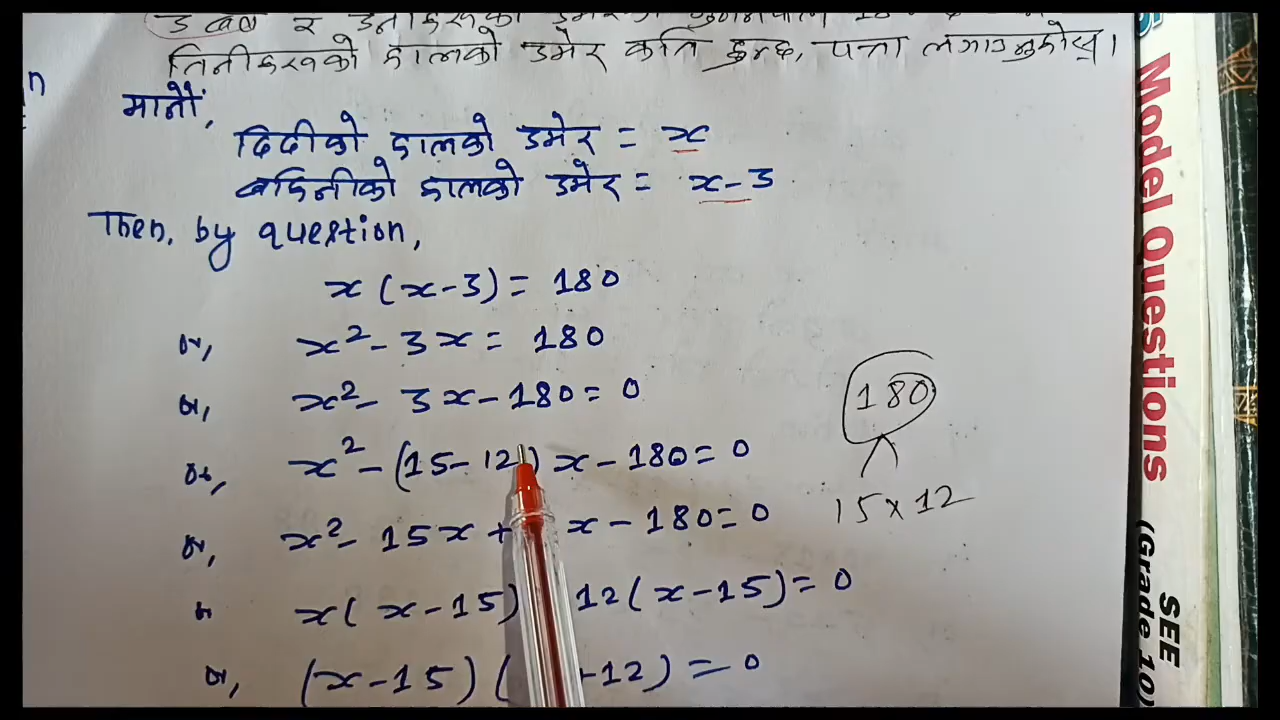 तिनीहरूको हालको उमेर कति हुन्छ, पत्ता लगाउनुहोस् ।
मानौं,
दिदीको हालको उमेर = x
बहिनीको हालको उमेर = x-3
Then, by question,
x(x-3) = 180
or, x²- 3x = 180
or, x²- 3x-180 = 0
or, x²-(15-12)x-180=0
or, x²- 15x + x-180=0
or x(x-15) 12(x-15)=0
or, (x-15)( +12) = 0
180
15×12
Model Questions
SEE
(Grade 10)